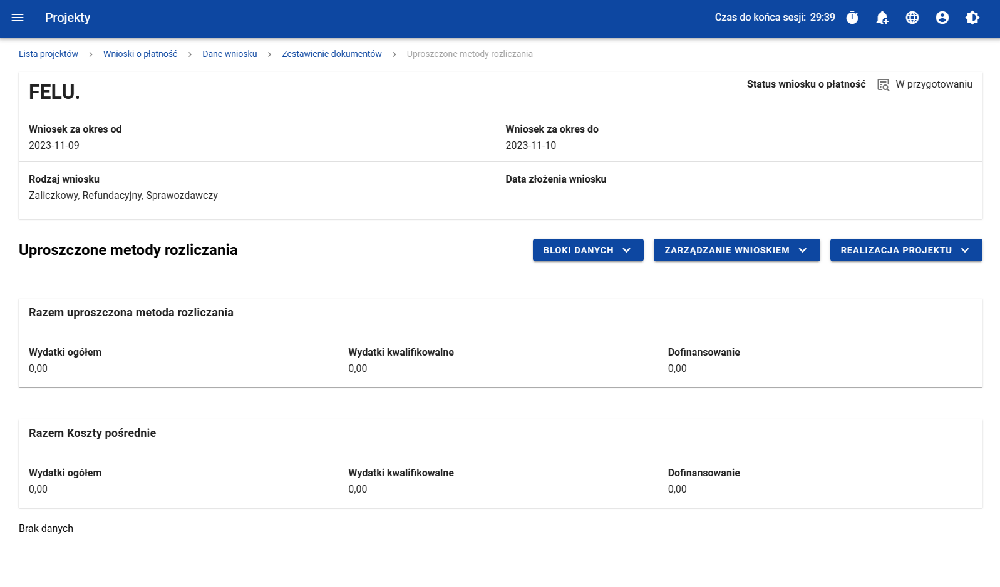 Projekty
Czas do końca sesji: 29:39
Lista projektów > Wnioski o płatność > Dane wniosku > Zestawienie dokumentów > Uproszczone metody rozliczania
FELU.
Status wniosku o płatność W przygotowaniu
Wniosek za okres od Wniosek za okres do
2023-11-09 2023-11-10
Rodzaj wniosku Data złożenia wniosku
Zaliczkowy, Refundacyjny, Sprawozdawczy
Uproszczone metody rozliczania
BLOKI DANYCH ZARZĄDZANIE WNIOSKIEM REALIZACJA PROJEKTU
Razem uproszczona metoda rozliczania
Wydatki ogółem Wydatki kwalifikowalne Dofinansowanie
0,00 0,00 0,00
Razem Koszty pośrednie
Wydatki ogółem Wydatki kwalifikowalne Dofinansowanie
0,00 0,00 0,00
Brak danych